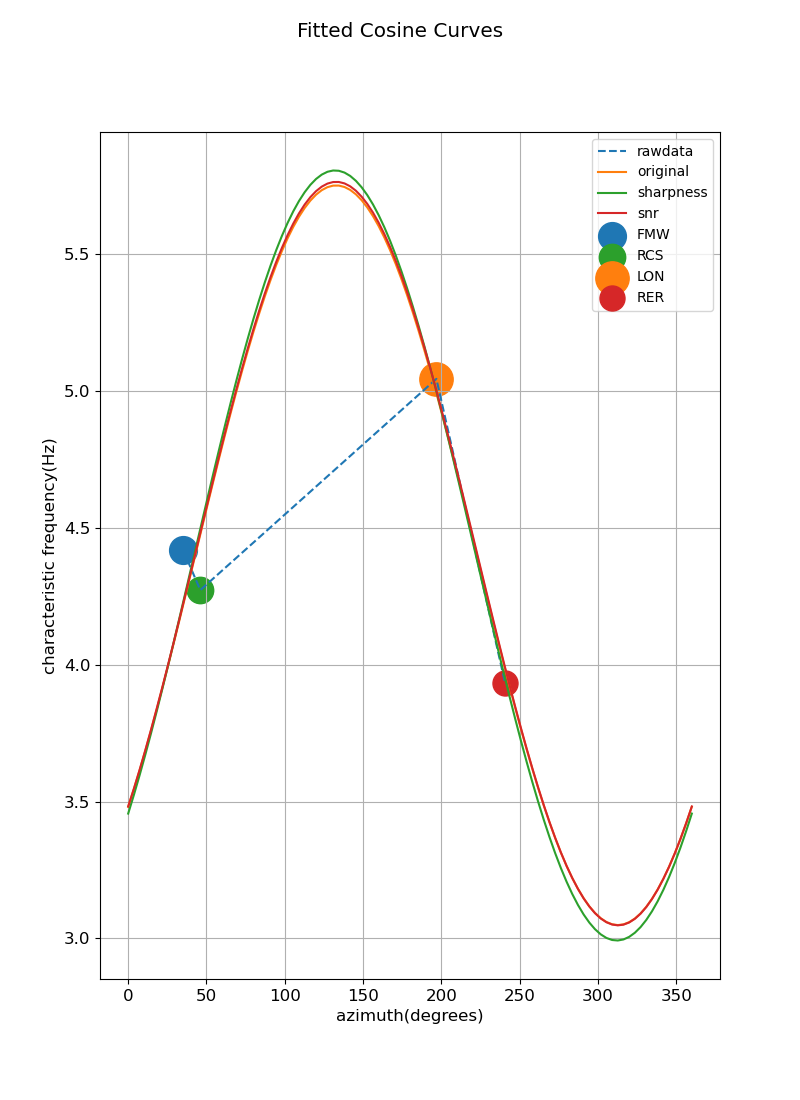 Fitted Cosine Curves
rawdata
original
sharpness
snr
FMW
RCS
LON
RER
characteristic frequency(Hz)
5.5
5.0
4.5
4.0
3.5
3.0
0 50 100 150 200 250 300 350
azimuth(degrees)